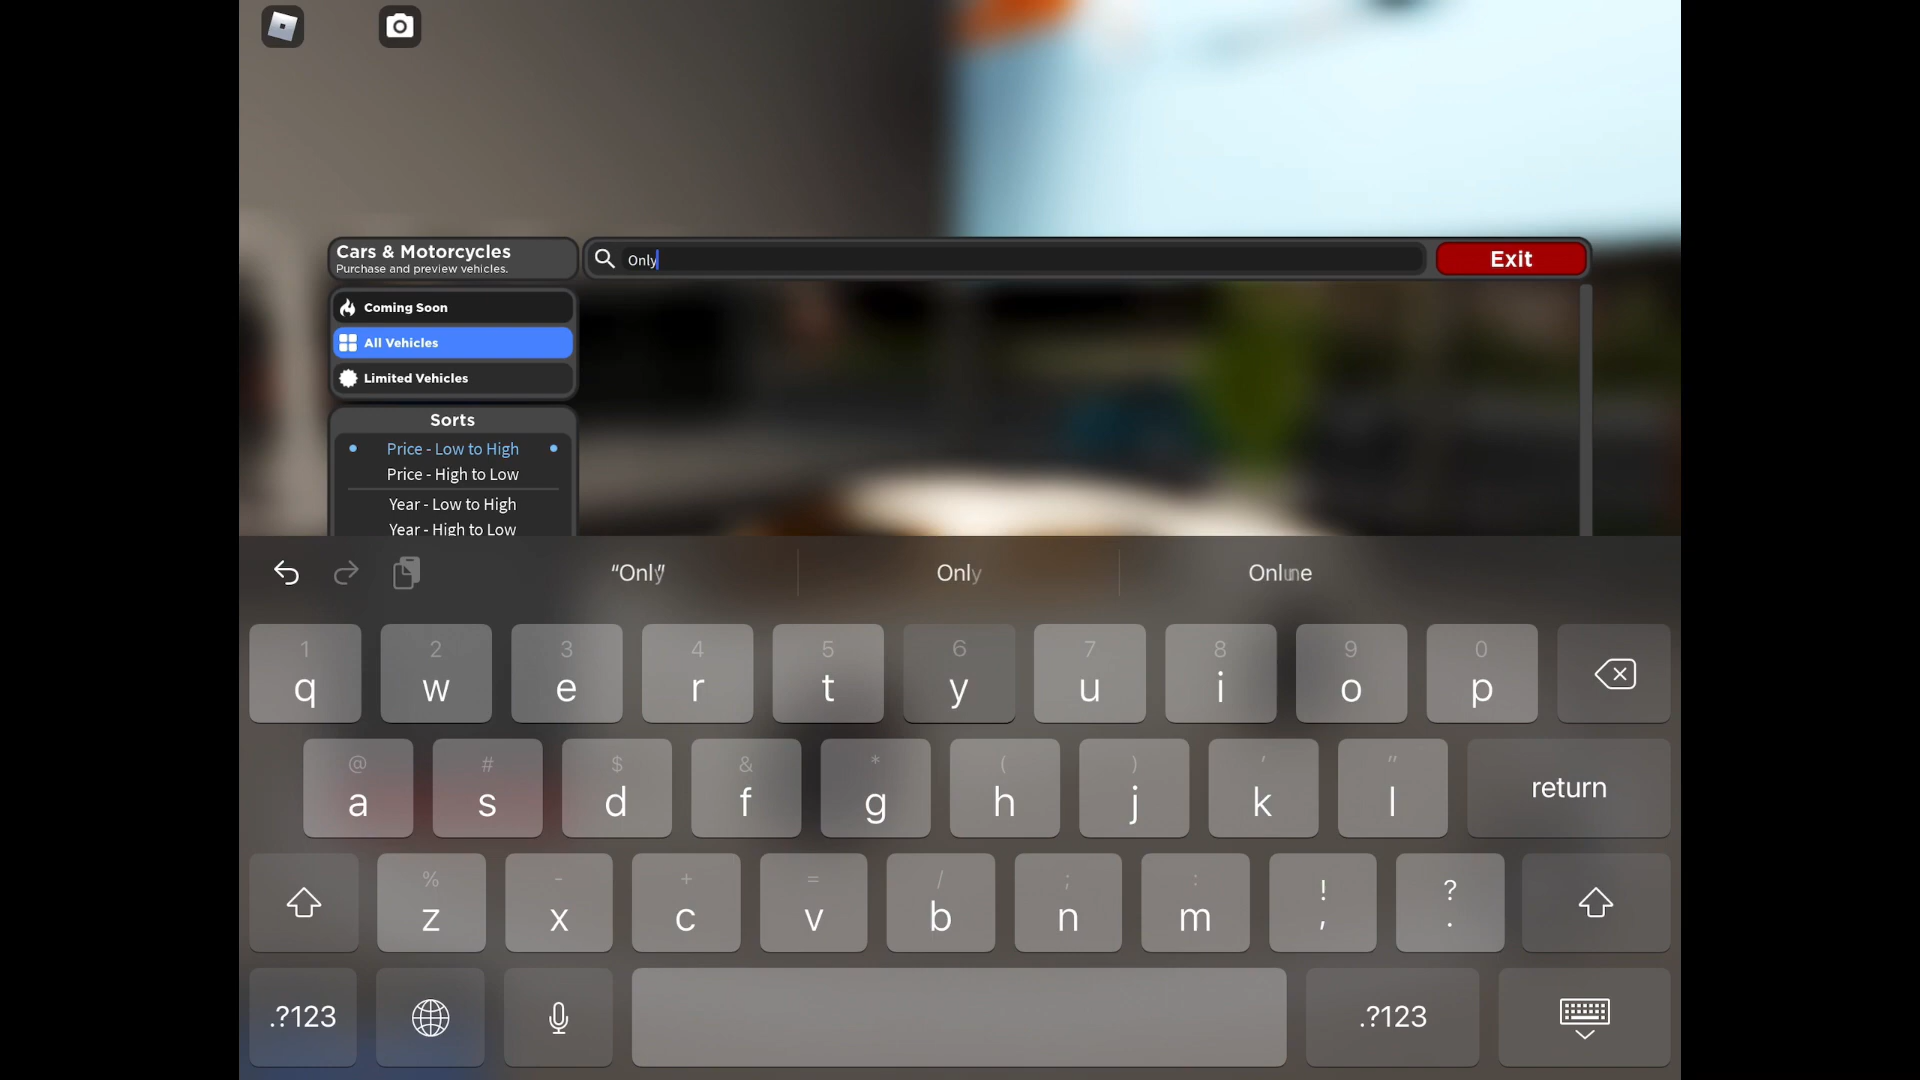 Cars & Motorcycles
Purchase and preview vehicles.
Only
Exit
Coming Soon
All Vehicles
Limited Vehicles
Sorts
Price - Low to High
Price - High to Low
Year - Low to High
Year - High to Low
“Only” Only
1 2 3 4 5 6 7 8 9 0
q w e r t y u i o p
@ # $ & * ( ) ' "
a s d f g h j k l return
% - + = / ; : ! ?
z x c v b n m , .
.?123 .?123